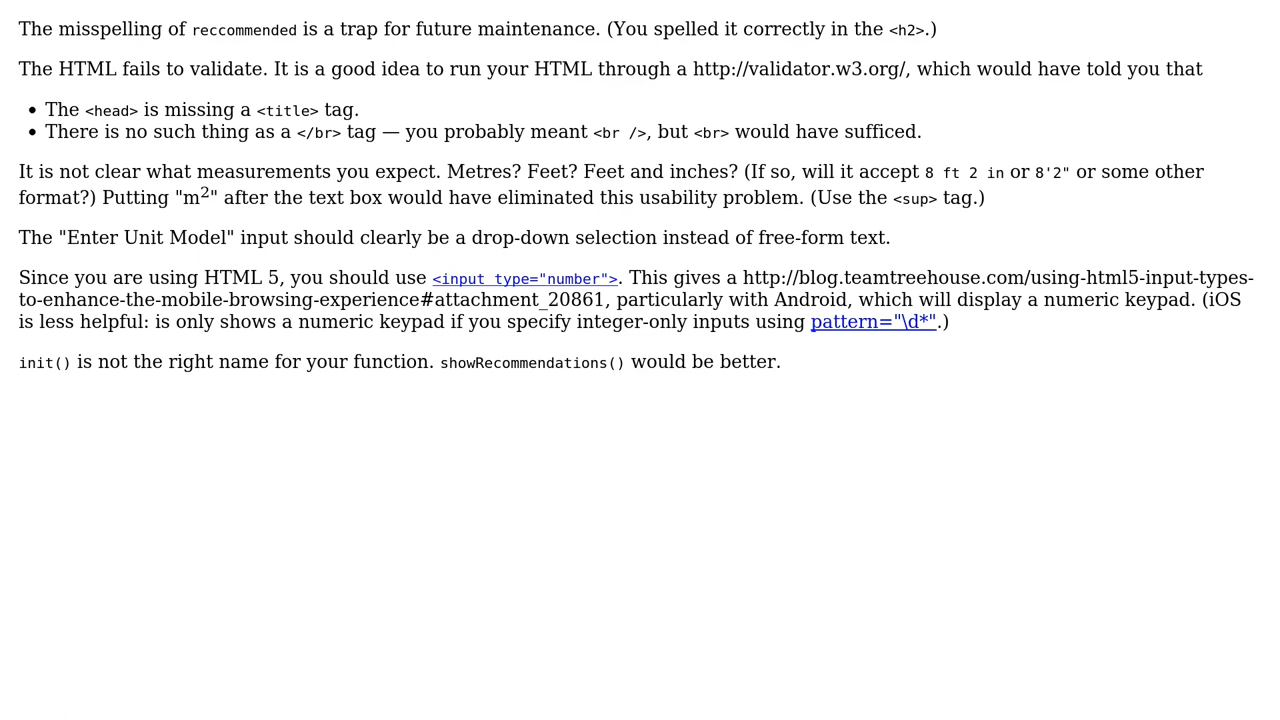 The misspelling of reccommended is a trap for future maintenance. (You spelled it correctly in the <h2>.)
The HTML fails to validate. It is a good idea to run your HTML through a http://validator.w3.org/, which would have told you that
• The <head> is missing a <title> tag.
• There is no such thing as a </br> tag — you probably meant <br />, but <br> would have sufficed.
It is not clear what measurements you expect. Metres? Feet? Feet and inches? (If so, will it accept 8 ft 2 in or 8'2" or some other
format?) Putting "m2" after the text box would have eliminated this usability problem. (Use the <sup> tag.)
The "Enter Unit Model" input should clearly be a drop-down selection instead of free-form text.
Since you are using HTML 5, you should use <input type="number">. This gives a http://blog.teamtreehouse.com/using-html5-input-types-
to-enhance-the-mobile-browsing-experience#attachment_20861, particularly with Android, which will display a numeric keypad. (iOS
is less helpful: is only shows a numeric keypad if you specify integer-only inputs using pattern="\d*".)
init() is not the right name for your function. showRecommendations() would be better.